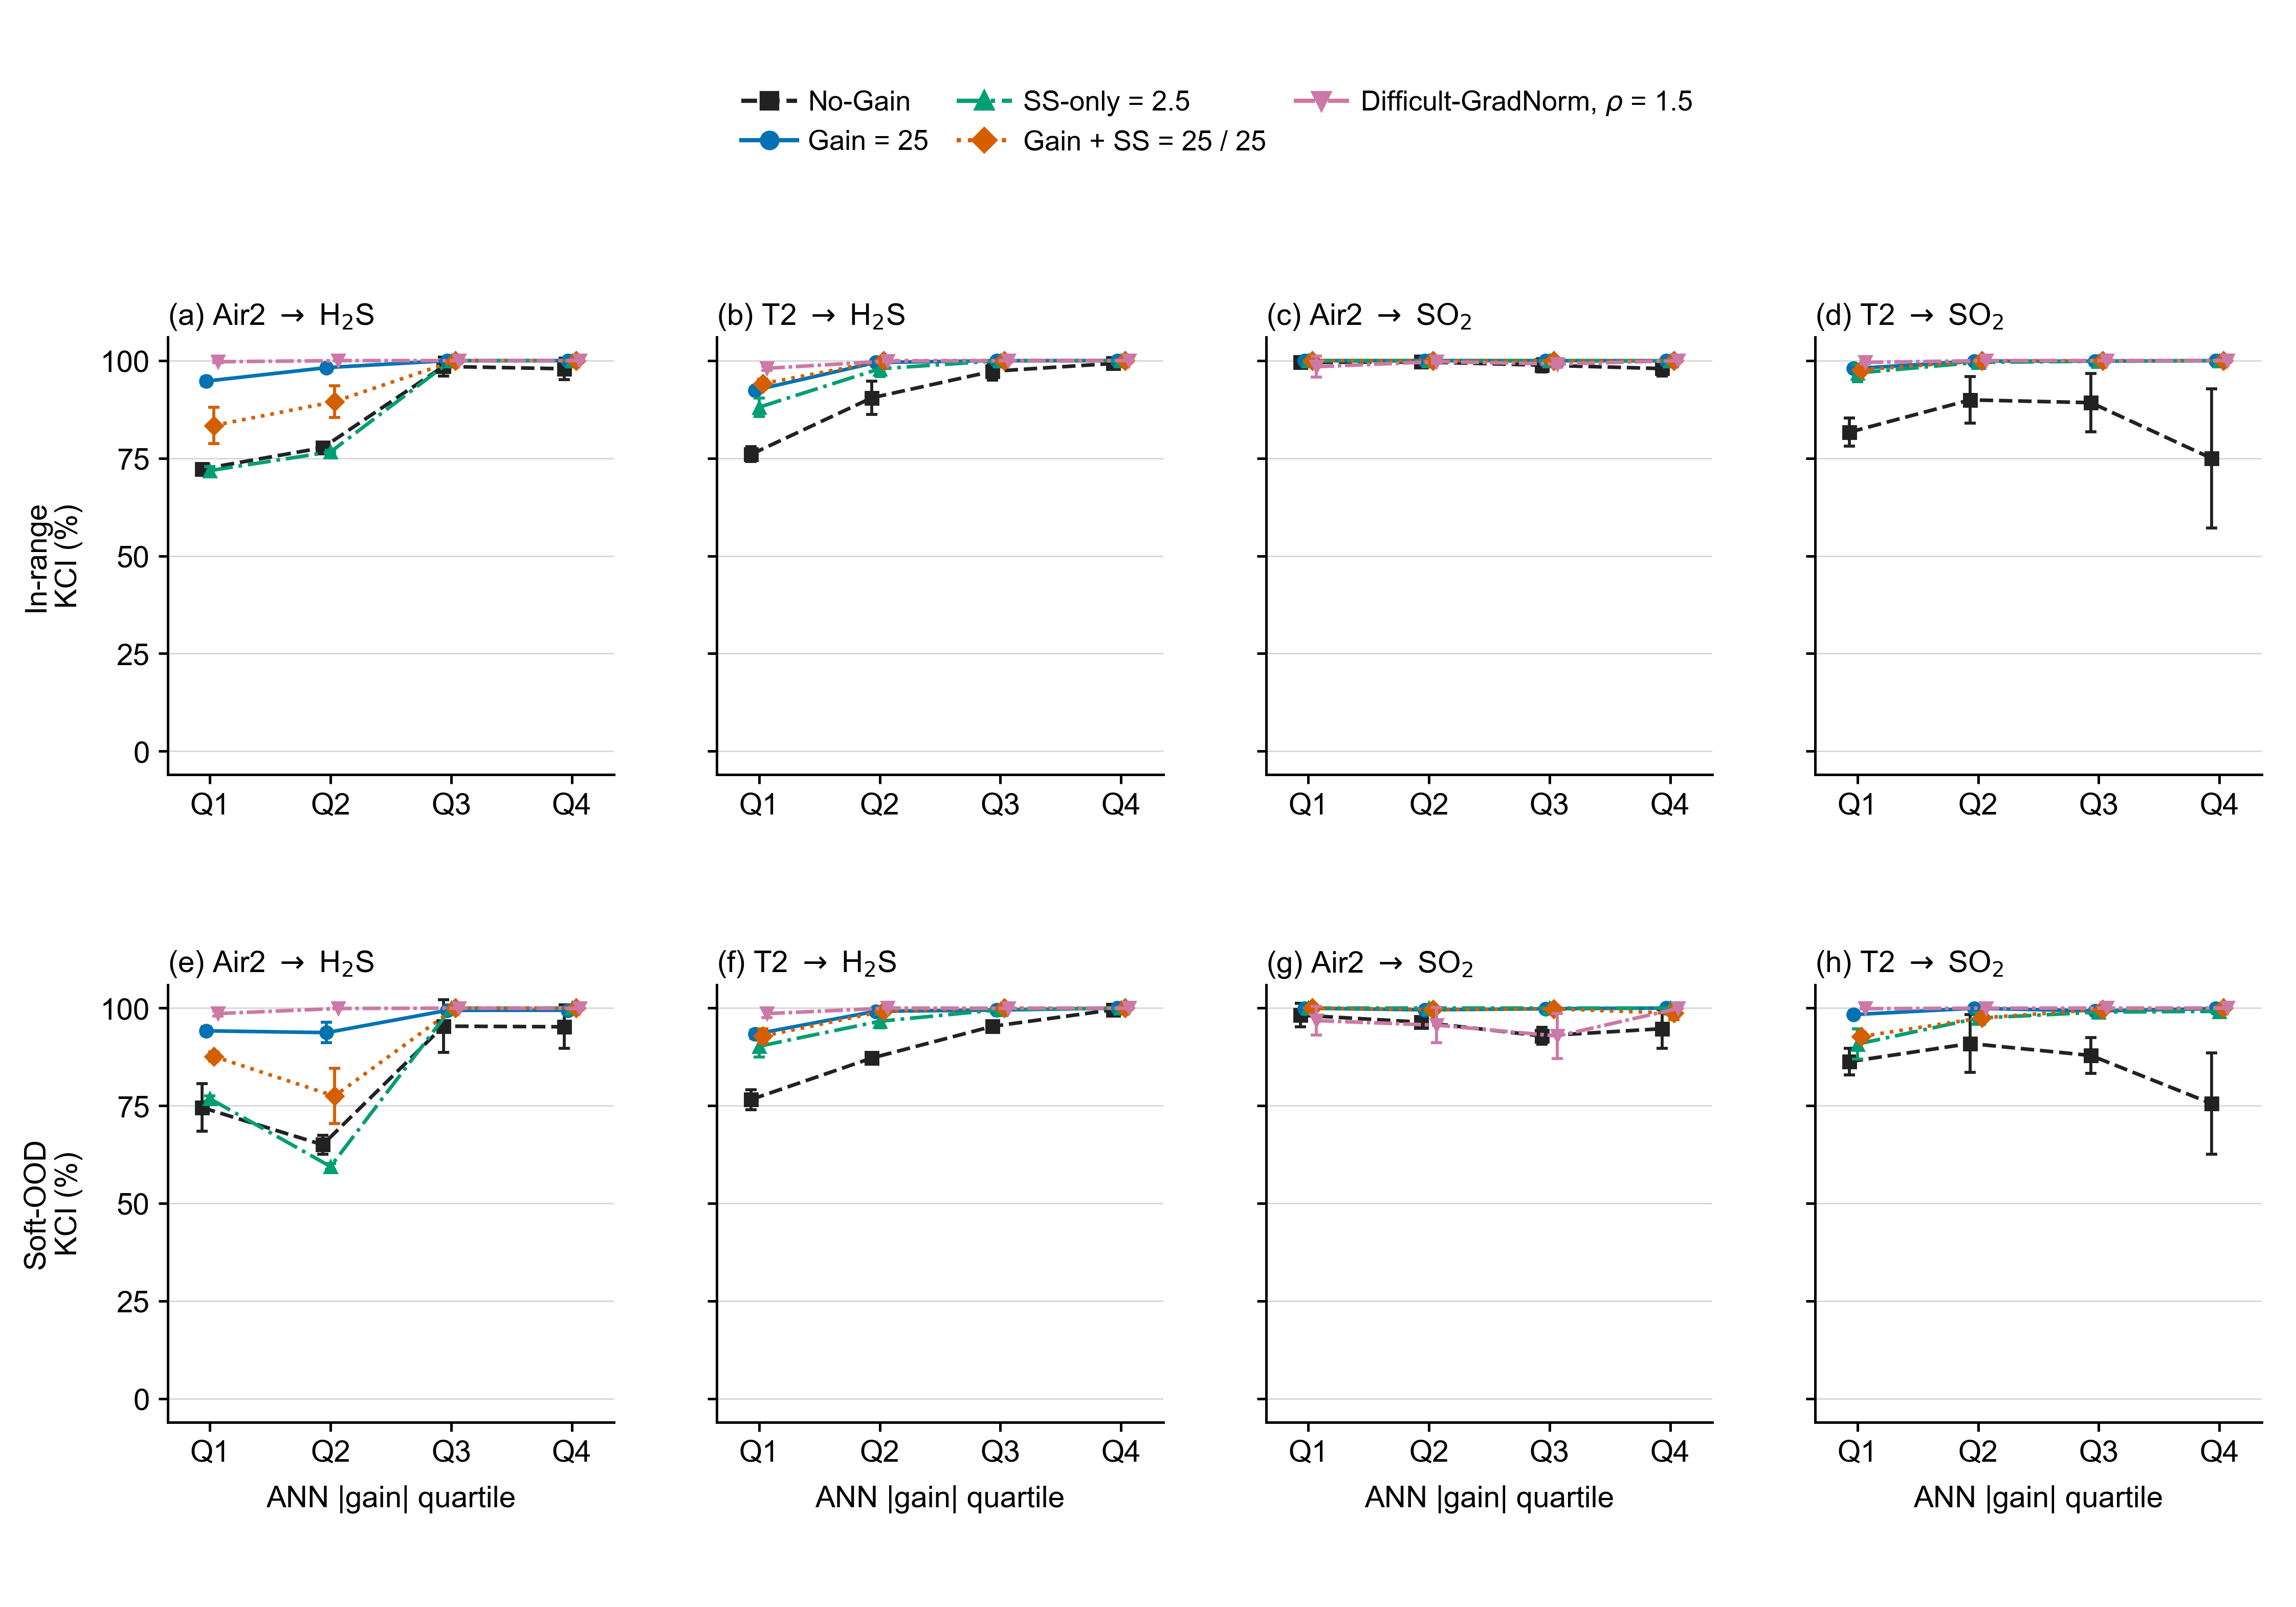 No-Gain
SS-only = 2.5
Difficult-GradNorm, ρ = 1.5
Gain = 25
Gain + SS = 25 / 25
(a) Air2 → H₂S
(b) T2 → H₂S
(c) Air2 → SO₂
(d) T2 → SO₂
In-range
KCI (%)
100
75
50
25
0
Q1 Q2 Q3 Q4
Q1 Q2 Q3 Q4
Q1 Q2 Q3 Q4
Q1 Q2 Q3 Q4
(e) Air2 → H₂S
(f) T2 → H₂S
(g) Air2 → SO₂
(h) T2 → SO₂
Soft-OOD
KCI (%)
100
75
50
25
0
Q1 Q2 Q3 Q4
Q1 Q2 Q3 Q4
Q1 Q2 Q3 Q4
Q1 Q2 Q3 Q4
ANN |gain| quartile
ANN |gain| quartile
ANN |gain| quartile
ANN |gain| quartile